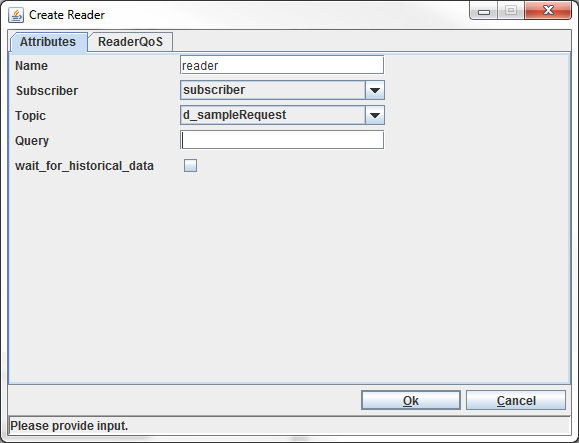 Create Reader
Attributes ReaderQoS
Name reader
Subscriber subscriber
Topic d_sampleRequest
Query
wait_for_historical_data
Ok Cancel
Please provide input.